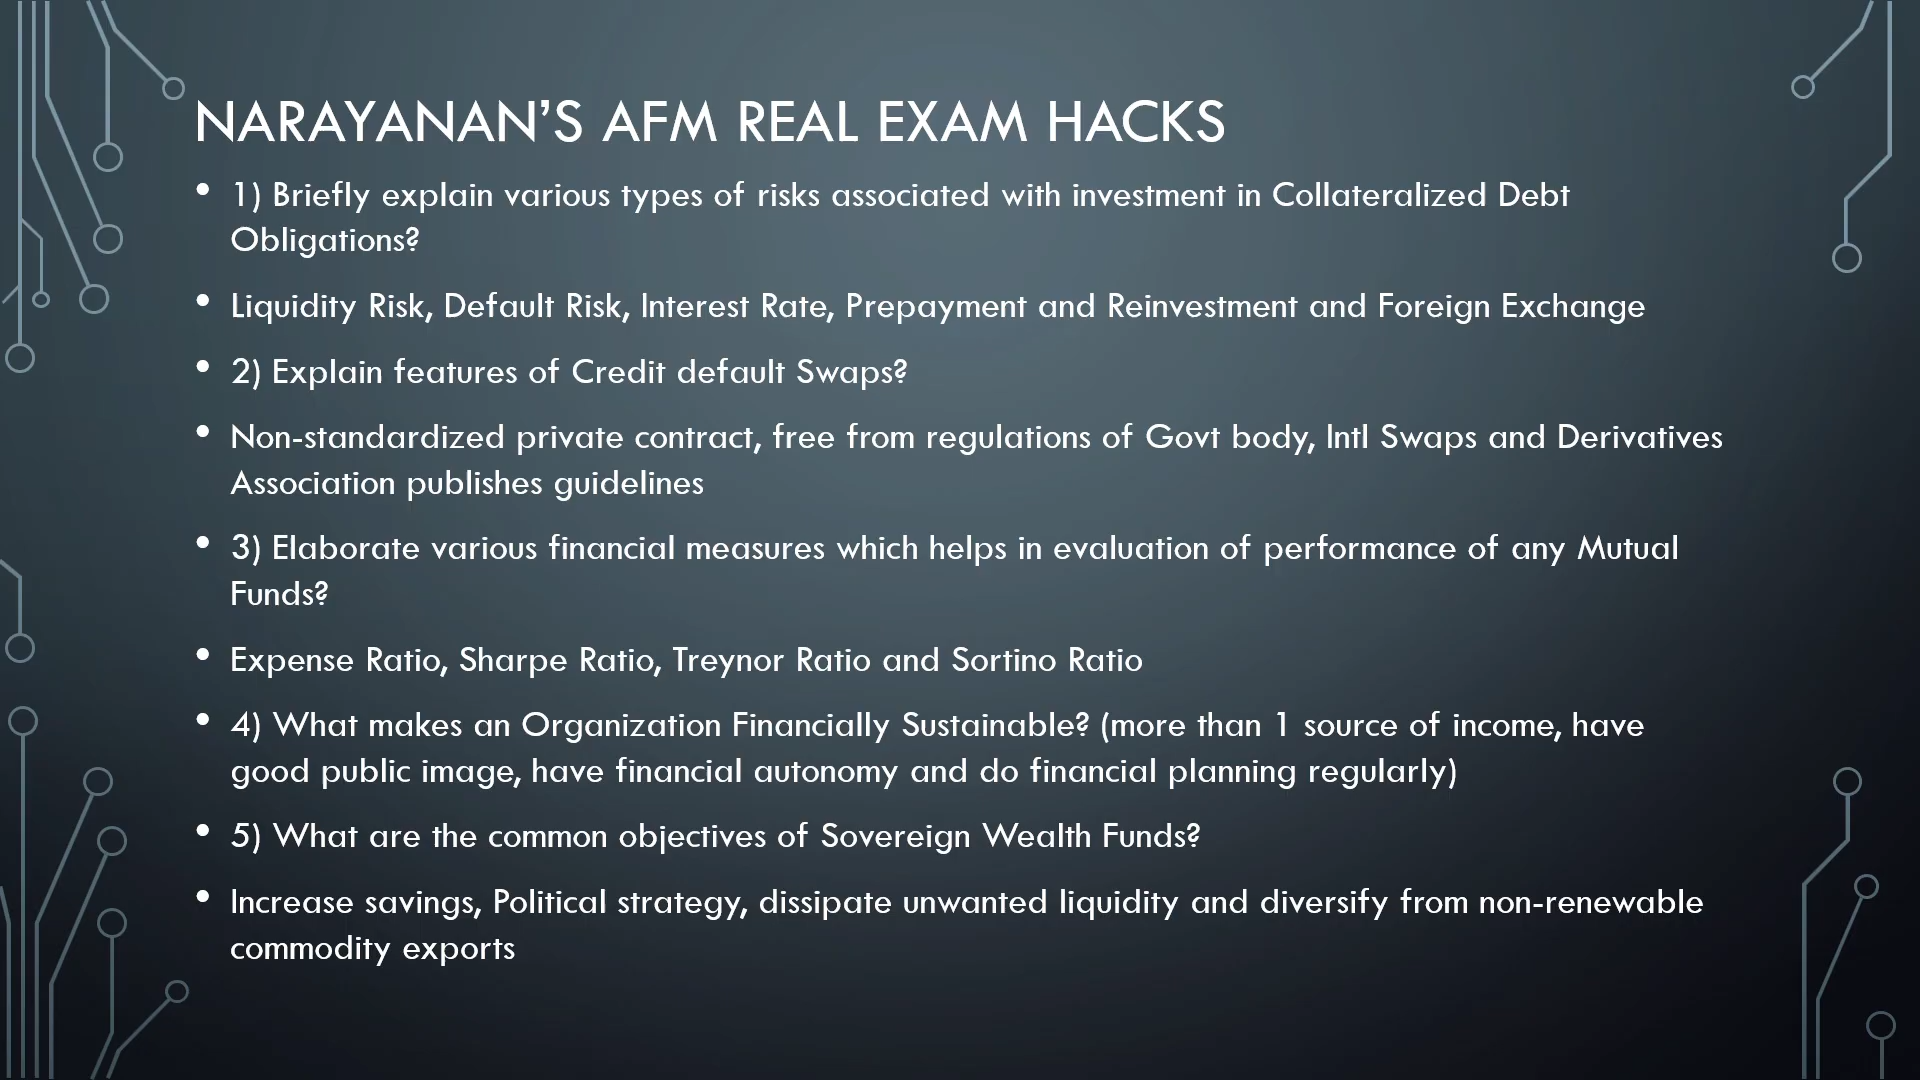 NARAYANAN’S AFM REAL EXAM HACKS
• 1) Briefly explain various types of risks associated with investment in Collateralized Debt
Obligations?
• Liquidity Risk, Default Risk, Interest Rate, Prepayment and Reinvestment and Foreign Exchange
• 2) Explain features of Credit default Swaps?
• Non-standardized private contract, free from regulations of Govt body, Intl Swaps and Derivatives
Association publishes guidelines
• 3) Elaborate various financial measures which helps in evaluation of performance of any Mutual
Funds?
• Expense Ratio, Sharpe Ratio, Treynor Ratio and Sortino Ratio
• 4) What makes an Organization Financially Sustainable? (more than 1 source of income, have
good public image, have financial autonomy and do financial planning regularly)
• 5) What are the common objectives of Sovereign Wealth Funds?
• Increase savings, Political strategy, dissipate unwanted liquidity and diversify from non-renewable
commodity exports